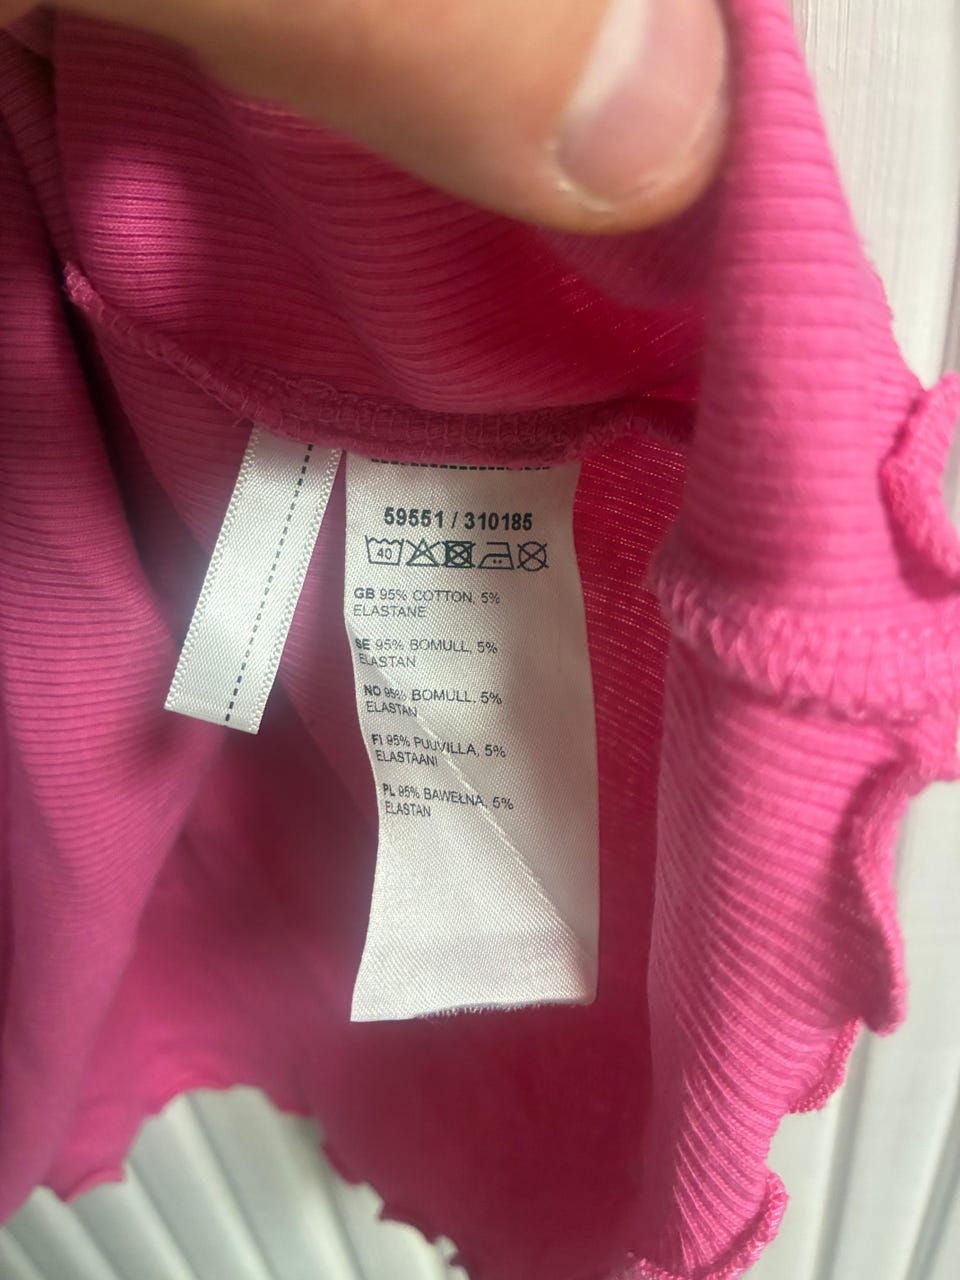 59551 / 310185
40
GB 95% COTTON, 5%
ELASTANE
SE 95% BOMULL, 5%
ELASTAN
NO 95% BOMULL, 5%
ELASTAN
FI 95% PUUVILLA, 5%
ELASTAANI
PL 95% BAWEŁNA, 5%
ELASTAN